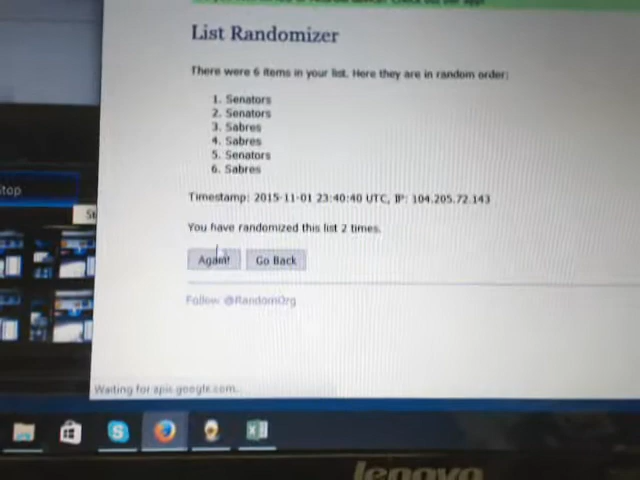 List Randomizer
There were 6 items in your list. Here they are in random order:
1. Senators
2. Senators
3. Sabres
4. Sabres
5. Senators
6. Sabres
Timestamp: 2015-11-01 23:40:40 UTC, IP: 104.205.72.143
You have randomized this list 2 times.
Again! Go Back
Follow @RandomOrg
Waiting for apis.google.com...
lenovo